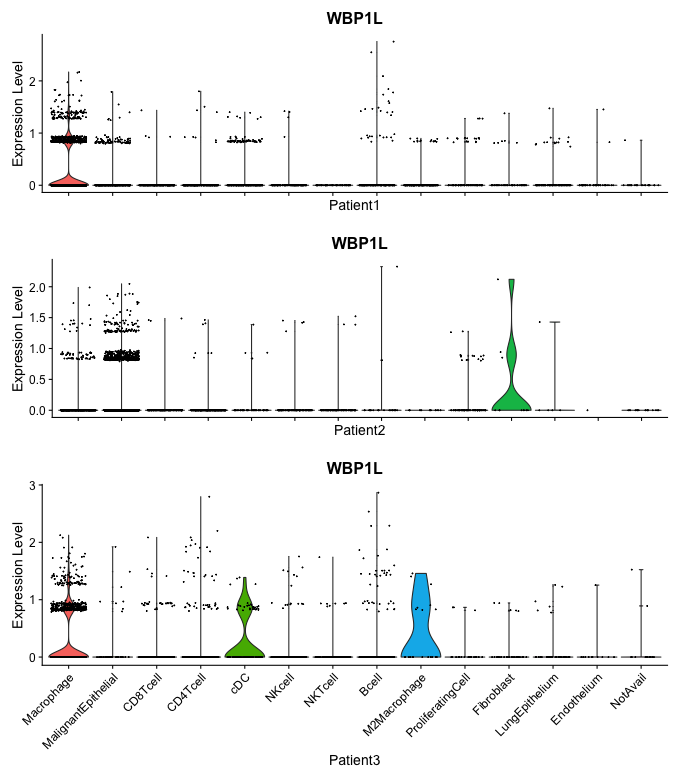 WBP1L
Expression Level
2
1
0
Patient1
WBP1L
Expression Level
2.0
1.5
1.0
0.5
0.0
Patient2
WBP1L
Expression Level
3
2
1
0
Macrophage
MalignantEpithelial
CD8Tcell
CD4Tcell
cDC
NKcell
NKTcell
Bcell
M2Macrophage
ProliferatingCell
Fibroblast
LungEpithelium
Endothelium
NotAvail
Patient3